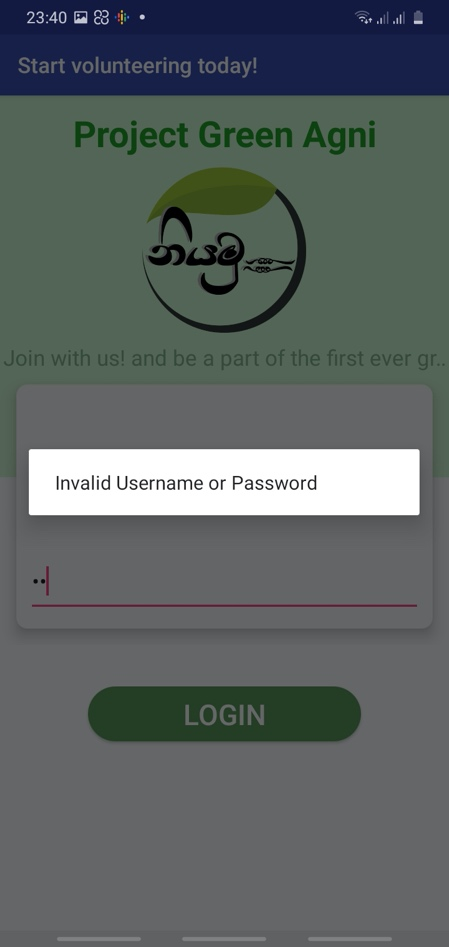 23:40
Start volunteering today!
Project Green Agni
නියමු
Join with us! and be a part of the first ever gr..
Invalid Username or Password
••
LOGIN